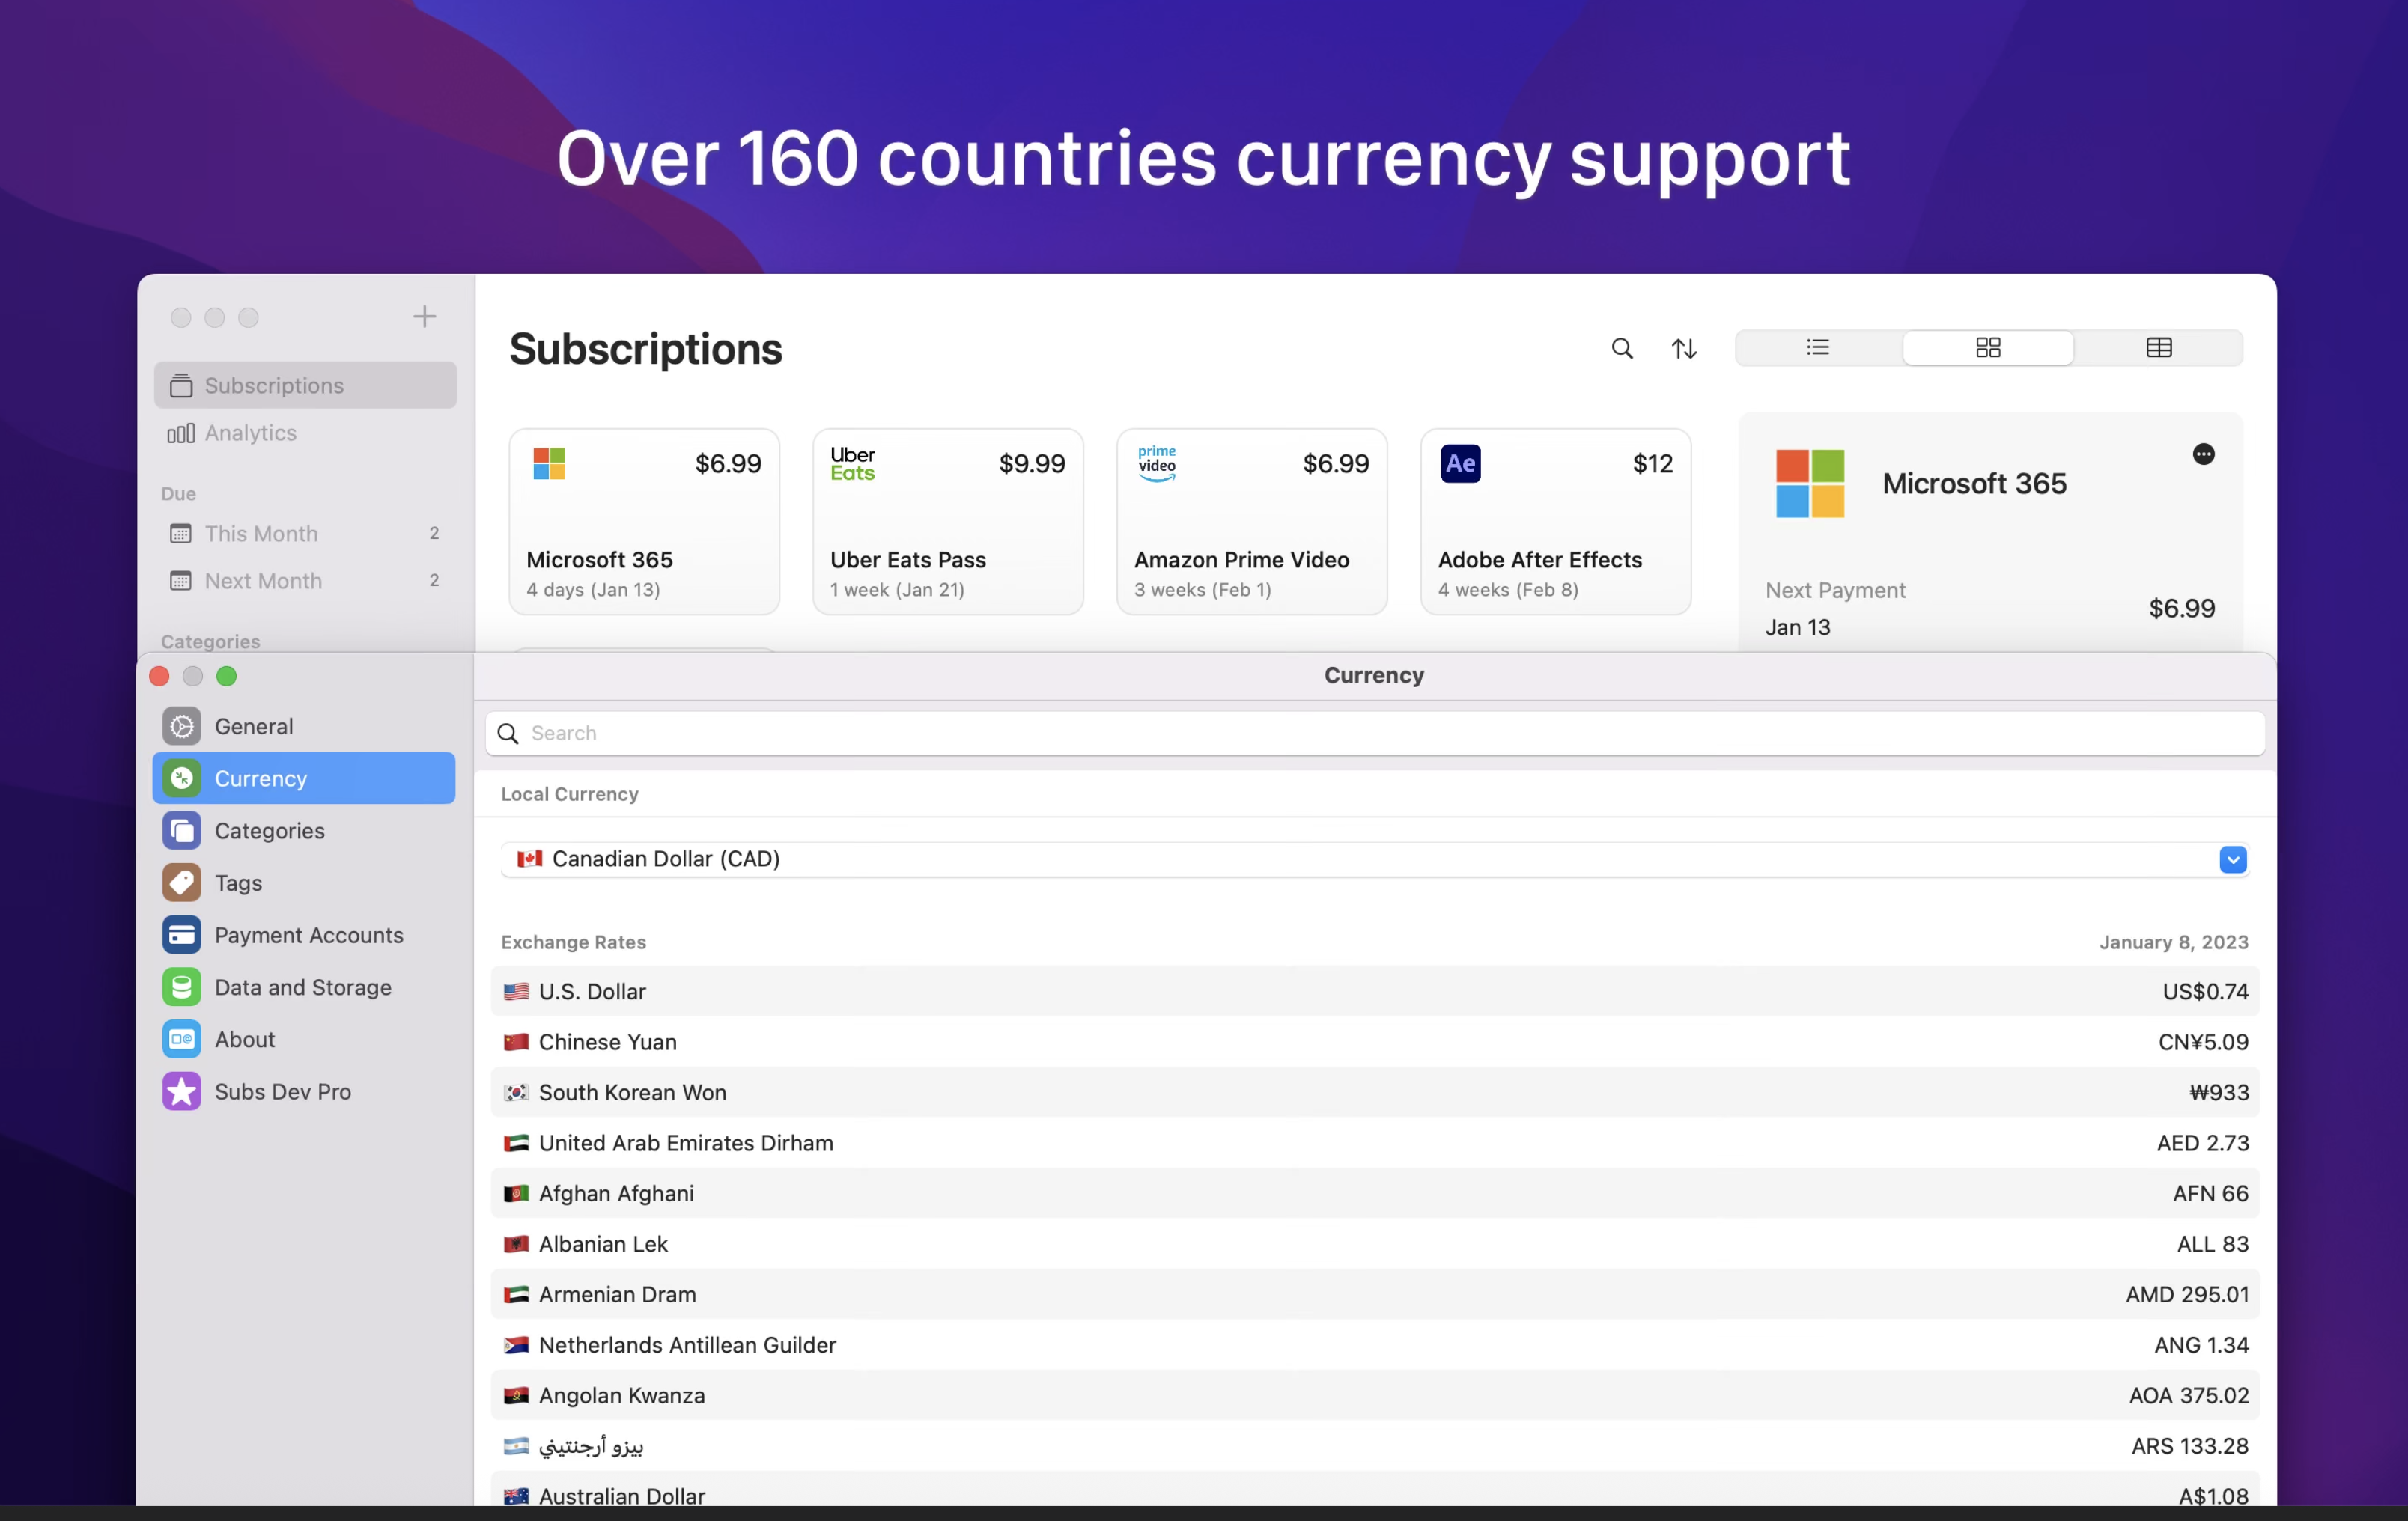 Over 160 countries currency support
Subscriptions
Analytics
Due
This Month 2
Next Month 2
Categories
Subscriptions
$6.99
Microsoft 365
4 days (Jan 13)
Uber Eats
$9.99
Uber Eats Pass
1 week (Jan 21)
prime video
$6.99
Amazon Prime Video
3 weeks (Feb 1)
Ae
$12
Adobe After Effects
4 weeks (Feb 8)
Microsoft 365
Next Payment
Jan 13
$6.99
General
Currency
Categories
Tags
Payment Accounts
Data and Storage
About
Subs Dev Pro
Currency
Search
Local Currency
Canadian Dollar (CAD)
Exchange Rates January 8, 2023
U.S. Dollar US$0.74
Chinese Yuan CN¥5.09
South Korean Won ₩933
United Arab Emirates Dirham AED 2.73
Afghan Afghani AFN 66
Albanian Lek ALL 83
Armenian Dram AMD 295.01
Netherlands Antillean Guilder ANG 1.34
Angolan Kwanza AOA 375.02
بيزو أرجنتيني ARS 133.28
Australian Dollar A$1.08